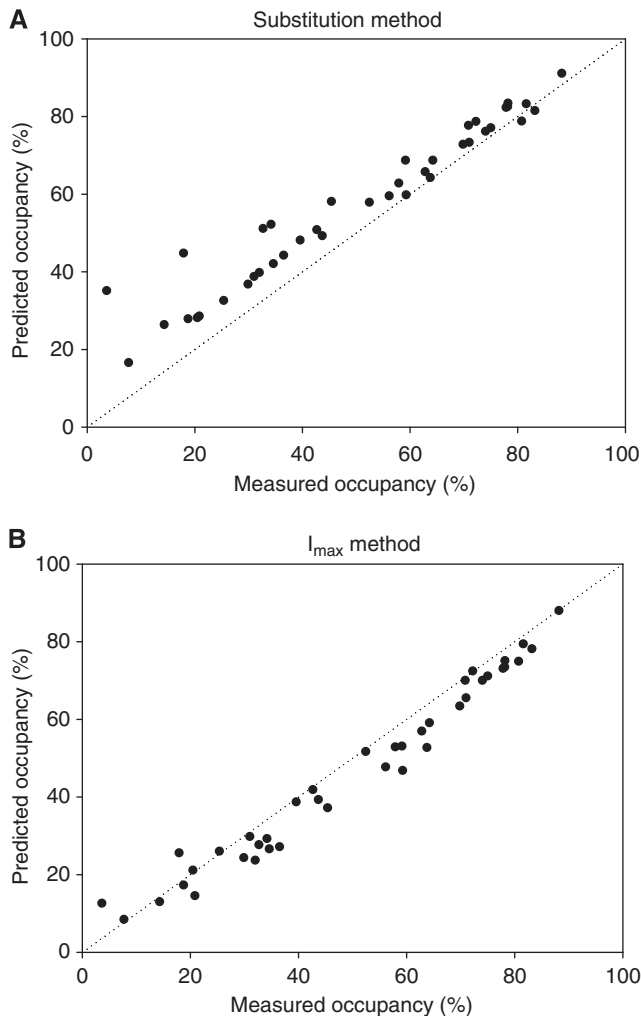 A
Substitution method
100
80
60
40
20
0
Predicted occupancy (%)
0 20 40 60 80 100
Measured occupancy (%)
B
Imax method
100
80
60
40
20
0
Predicted occupancy (%)
0 20 40 60 80 100
Measured occupancy (%)